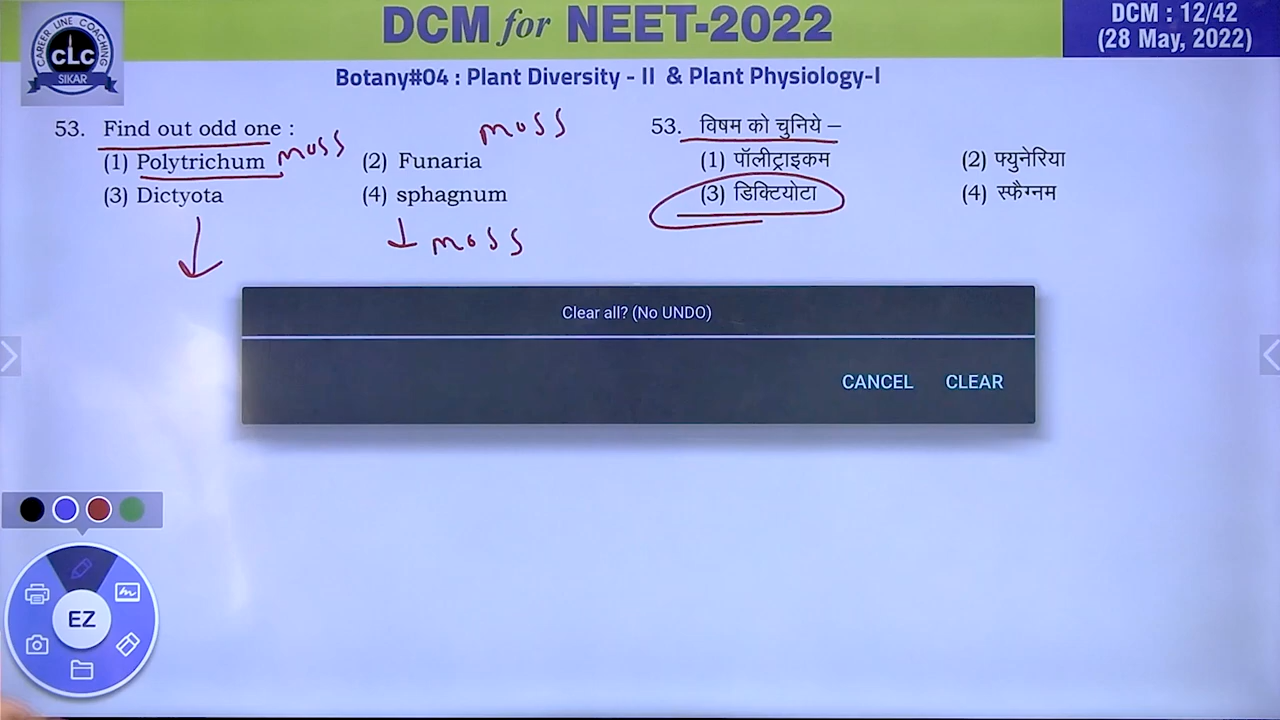 DCM for NEET-2022
DCM : 12/42
(28 May, 2022)
CAREER LINE COACHING
CLC
SIKAR
Botany#04 : Plant Diversity - II & Plant Physiology-I
53. Find out odd one :
moss
(1) Polytrichum moss
(2) Funaria
(3) Dictyota
(4) sphagnum
moss
53. विषम को चुनिये –
(1) पॉलीट्राइकम
(2) फ्युनेरिया
(3) डिक्टियोटा
(4) स्फैग्नम
Clear all? (No UNDO)
CANCEL CLEAR
EZ